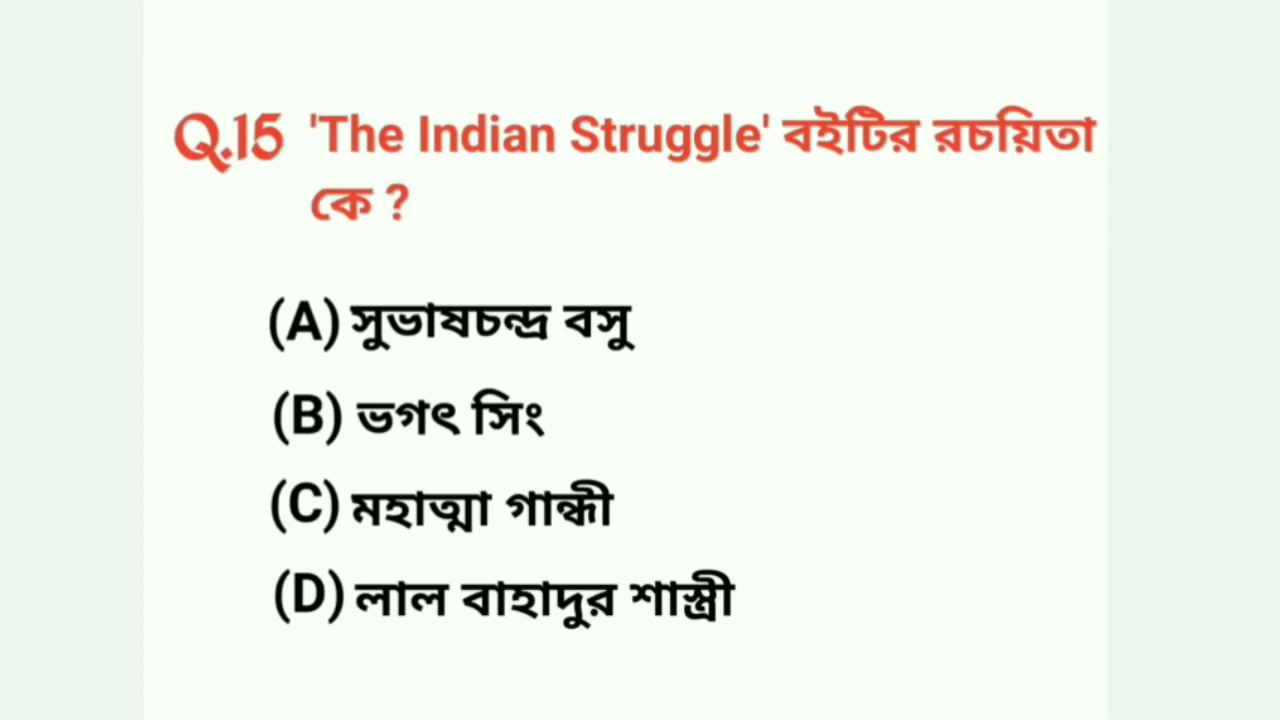 Q.15 'The Indian Struggle' বইটির রচয়িতা
কে ?
(A) সুভাষচন্দ্র বসু
(B) ভগৎ সিং
(C) মহাত্মা গান্ধী
(D) লাল বাহাদুর শাস্ত্রী